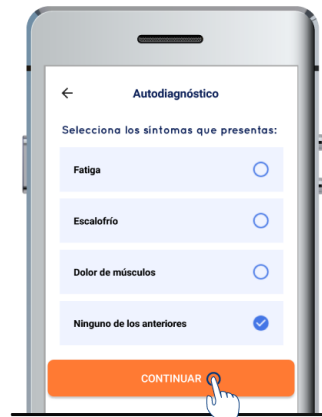 Autodiagnóstico
Selecciona los síntomas que presentas:
Fatiga
Escalofrío
Dolor de músculos
Ninguno de los anteriores
CONTINUAR